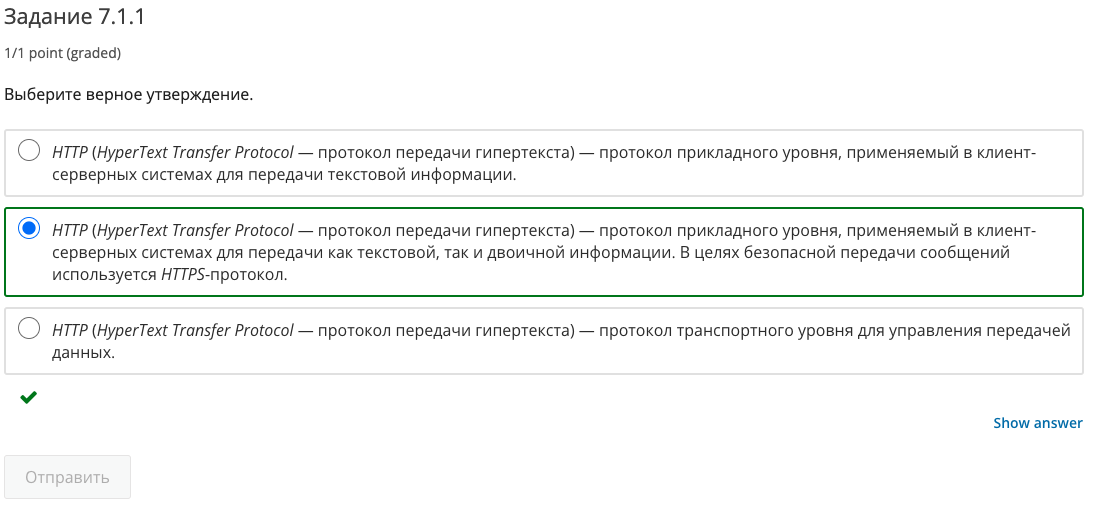 Задание 7.1.1
1/1 point (graded)
Выберите верное утверждение.
HTTP (HyperText Transfer Protocol — протокол передачи гипертекста) — протокол прикладного уровня, применяемый в клиент-
серверных системах для передачи текстовой информации.
HTTP (HyperText Transfer Protocol — протокол передачи гипертекста) — протокол прикладного уровня, применяемый в клиент-
серверных системах для передачи как текстовой, так и двоичной информации. В целях безопасной передачи сообщений
используется HTTPS-протокол.
HTTP (HyperText Transfer Protocol — протокол передачи гипертекста) — протокол транспортного уровня для управления передачей
данных.
Show answer
Отправить